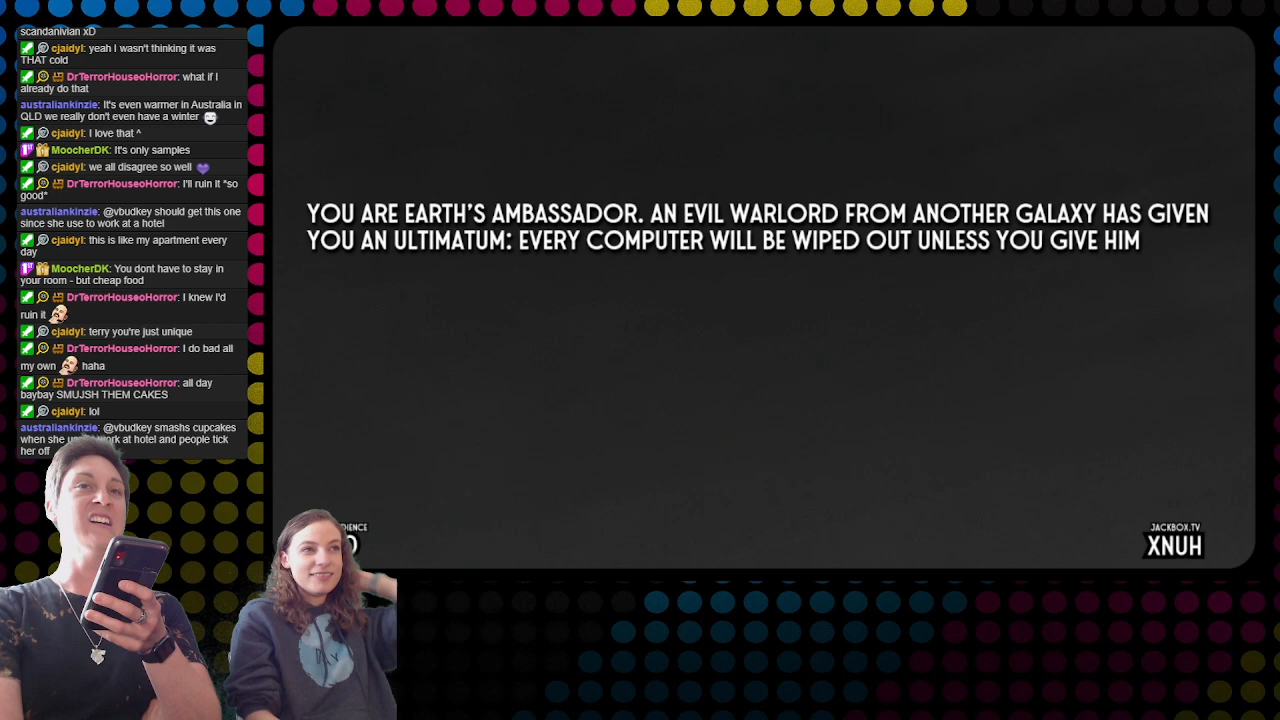 scandanivian xD
cjaidyl: yeah I wasn't thinking it was
THAT cold
DrTerrorHouseoHorror: what if I
already do that
australiankinzie: It's even warmer in Australia in
QLD we really don't even have a winter
cjaidyl: I love that ^
MoocherDK: It's only samples
cjaidyl: we all disagree so well
DrTerrorHouseoHorror: I'll ruin it *so
good*
australiankinzie: @vbudkey should get this one
since she use to work at a hotel
cjaidyl: this is like my apartment every
day
MoocherDK: You dont have to stay in
your room - but cheap food
DrTerrorHouseoHorror: I knew I'd
ruin it
cjaidyl: terry you're just unique
DrTerrorHouseoHorror: I do bad all
my own haha
DrTerrorHouseoHorror: all day
baybay SMUJSH THEM CAKES
cjaidyl: lol
australiankinzie: @vbudkey smashs cupcakes
when she work at hotel and people tick
her off
YOU ARE EARTH'S AMBASSADOR. AN EVIL WARLORD FROM ANOTHER GALAXY HAS GIVEN
YOU AN ULTIMATUM: EVERY COMPUTER WILL BE WIPED OUT UNLESS YOU GIVE HIM
JACKBOX.TV
XNUH